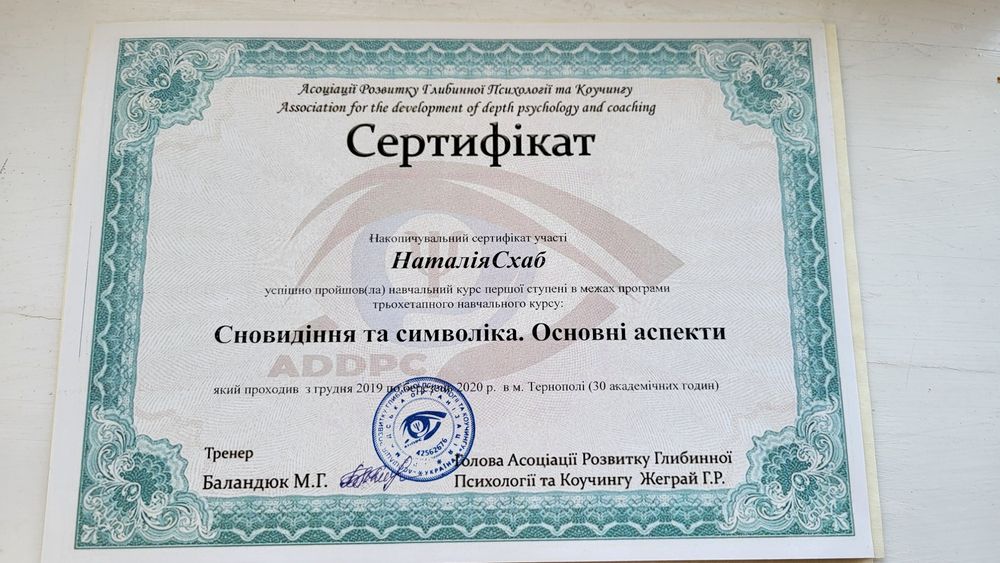 Асоціації Розвитку Глибинної Психології та Коучингу
Association for the development of depth psychology and coaching
Сертифікат
Накопичувальний сертифікат участі
НаталіяСхаб
успішно пройшов(ла) навчальний курс першої ступені в межах програми
трьохетапного навчального курсу:
Сновидіння та символіка. Основні аспекти
ADDPC
який проходив з грудня 2019 по березень 2020 р. в м. Тернополі (30 академічних годин)
42562676
УКРАЇНА
Тренер
Баландюк М.Г.
Голова Асоціації Розвитку Глибинної
Психології та Коучингу Жеграй Г.Р.